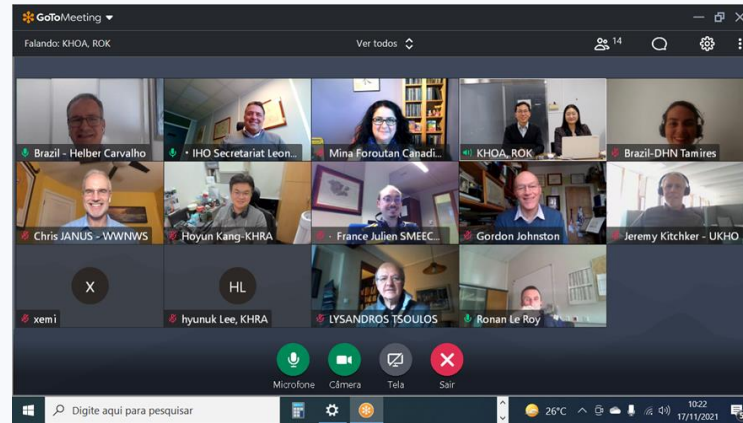 GoToMeeting
Falando: KHOA, ROK
Ver todos
14
Brazil - Helber Carvalho
• IHO Secretariat Leon...
Mina Foroutan Canadi...
KHOA, ROK
Brazil-DHN Tamires
Chris JANUS - WWNWS
Hoyun Kang-KHRA
- France Julien SMEEC...
Gordon Johnston
Jeremy Kitchker - UKHO
X
xemi
HL
hyunuk Lee, KHRA
LYSANDROS TSOULOS
Ronan Le Roy
Microfone
Câmera
Tela
Sair
Digite aqui para pesquisar
26°C
10:22
17/11/2021